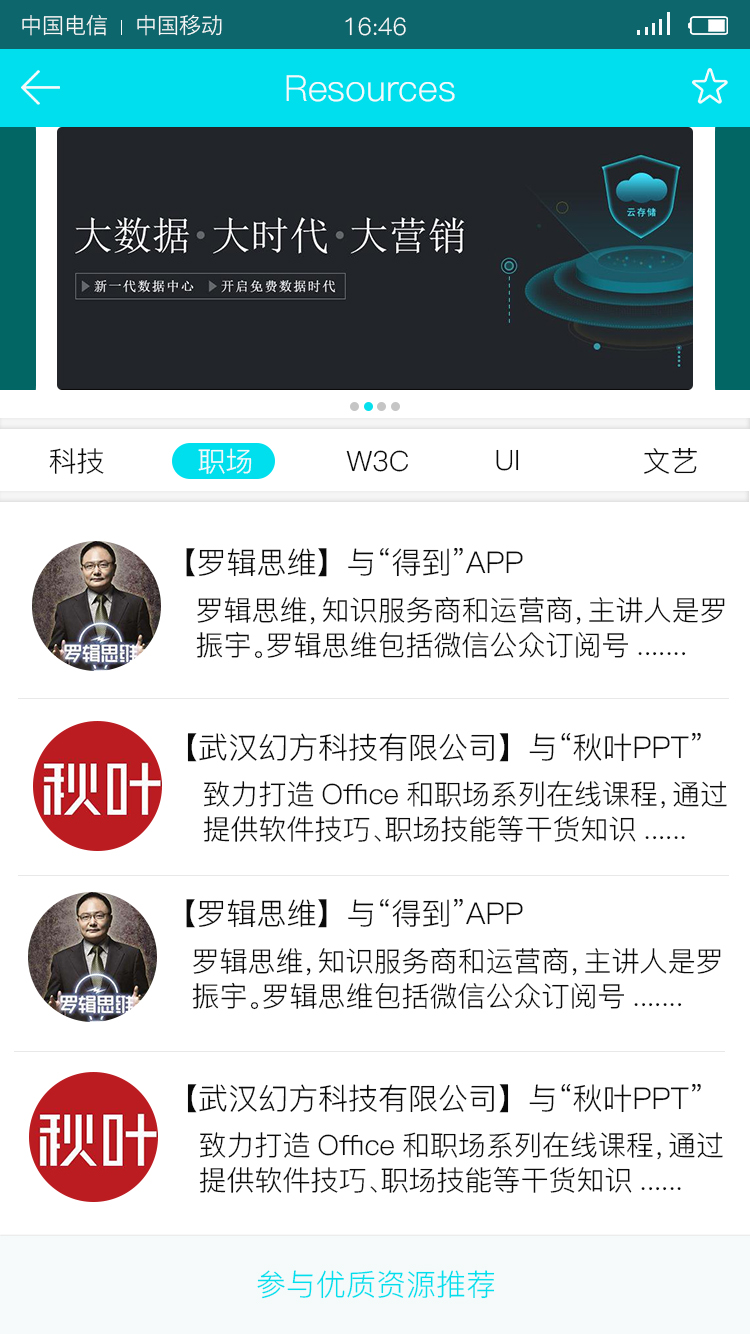 中国电信 | 中国移动 16:46
Resources
云存储
大数据·大时代·大营销
▶新一代数据中心 ▶开启免费数据时代
科技 职场 W3C UI 文艺
【罗辑思维】与“得到”APP
罗辑思维,知识服务商和运营商,主讲人是罗
振宇。罗辑思维包括微信公众订阅号 .......
罗辑思维
【武汉幻方科技有限公司】与“秋叶PPT”
秋叶
致力打造 Office 和职场系列在线课程,通过
提供软件技巧、职场技能等干货知识 ......
【罗辑思维】与“得到”APP
罗辑思维,知识服务商和运营商,主讲人是罗
振宇。罗辑思维包括微信公众订阅号 .......
罗辑思维
【武汉幻方科技有限公司】与“秋叶PPT”
秋叶
致力打造 Office 和职场系列在线课程,通过
提供软件技巧、职场技能等干货知识 ......
参与优质资源推荐